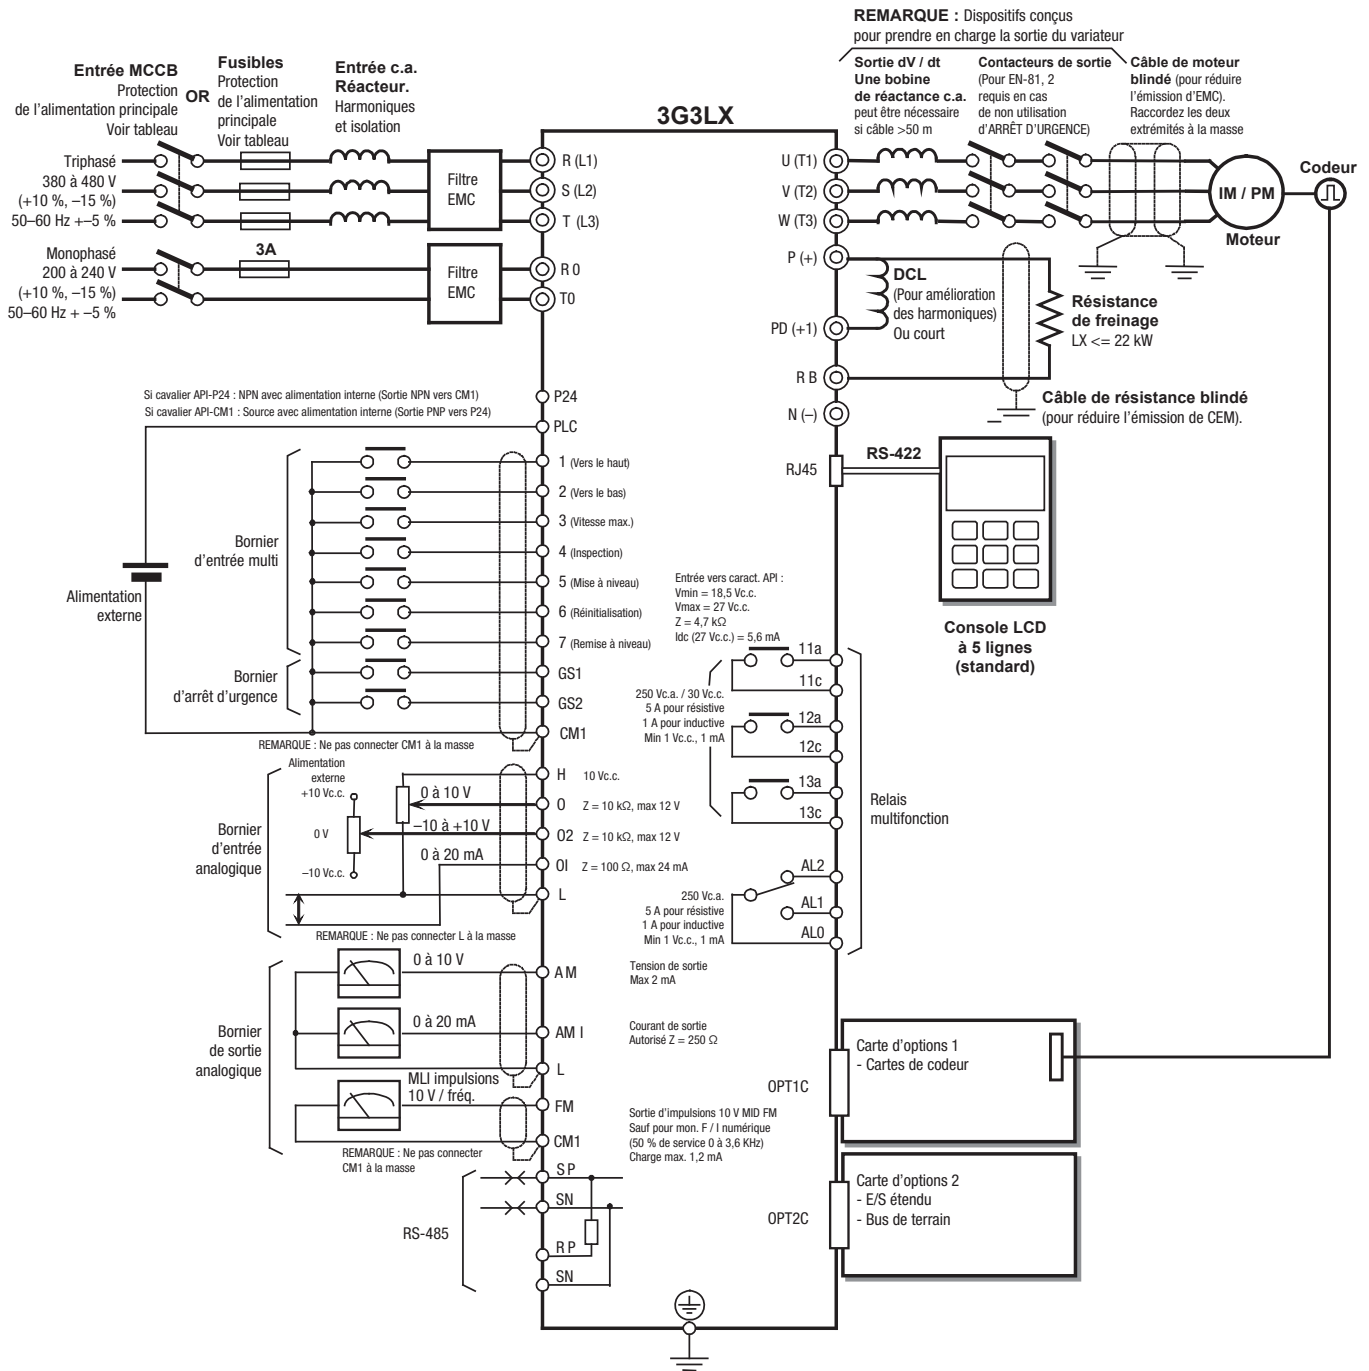 REMARQUE : Dispositifs conçus
pour prendre en charge la sortie du variateur
Entrée MCCB
Protection
de l'alimentation principale
Voir tableau
OR
Fusibles
Protection
de l'alimentation
principale
Voir tableau
Entrée c.a.
Réacteur.
Harmoniques
et isolation
3G3LX
Sortie dV / dt
Une bobine
de réactance c.a.
peut être nécessaire
si câble >50 m
Contacteurs de sortie
(Pour EN-81, 2
requis en cas
de non utilisation
d'ARRÊT D'URGENCE)
Câble de moteur
blindé (pour réduire
l'émission d'EMC).
Raccordez les deux
extrémités à la masse
Triphasé
380 à 480 V
(+10 %, –15 %)
50–60 Hz +–5 %
Filtre
EMC
R (L1)
S (L2)
T (L3)
U (T1)
V (T2)
W (T3)
IM / PM
Moteur
Codeur
Monophasé
200 à 240 V
(+10 %, –15 %)
50–60 Hz + –5 %
3A
Filtre
EMC
R 0
T0
P (+)
DCL
(Pour amélioration
des harmoniques)
Ou court
PD (+1)
R B
N (–)
Résistance
de freinage
LX <= 22 kW
Câble de résistance blindé
(pour réduire l'émission de CEM).
Si cavalier API-P24 : NPN avec alimentation interne (Sortie NPN vers CM1)
Si cavalier API-CM1 : Source avec alimentation interne (Sortie PNP vers P24)
P24
PLC
RJ45
RS-422
Console LCD
à 5 lignes
(standard)
Alimentation
externe
Bornier
d'entrée multi
1 (Vers le haut)
2 (Vers le bas)
3 (Vitesse max.)
4 (Inspection)
5 (Mise à niveau)
6 (Réinitialisation)
7 (Remise à niveau)
Bornier
d'arrêt d'urgence
GS1
GS2
CM1
REMARQUE : Ne pas connecter CM1 à la masse
Entrée vers caract. API :
Vmin = 18,5 Vc.c.
Vmax = 27 Vc.c.
Z = 4,7 kΩ
Idc (27 Vc.c.) = 5,6 mA
250 Vc.a. / 30 Vc.c.
5 A pour résistive
1 A pour inductive
Min 1 Vc.c., 1 mA
11a
11c
12a
12c
13a
13c
Relais
multifonction
250 Vc.a.
5 A pour résistive
1 A pour inductive
Min 1 Vc.c., 1 mA
AL2
AL1
AL0
Bornier
d'entrée
analogique
Alimentation
externe
+10 Vc.c.
0 V
–10 Vc.c.
0 à 10 V
–10 à +10 V
0 à 20 mA
H 10 Vc.c.
O Z = 10 kΩ, max 12 V
O2 Z = 10 kΩ, max 12 V
OI Z = 100 Ω, max 24 mA
L
REMARQUE : Ne pas connecter L à la masse
Bornier
de sortie
analogique
0 à 10 V
AM
Tension de sortie
Max 2 mA
0 à 20 mA
AM I
Courant de sortie
Autorisé Z = 250 Ω
L
MLI impulsions
10 V / fréq.
FM
CM1
Sortie d'impulsions 10 V MID FM
Sauf pour mon. F / I numérique
(50 % de service 0 à 3,6 KHz)
Charge max. 1,2 mA
REMARQUE : Ne pas connecter
CM1 à la masse
RS-485
S P
SN
R P
SN
OPT1C
Carte d'options 1
- Cartes de codeur
OPT2C
Carte d'options 2
- E/S étendu
- Bus de terrain